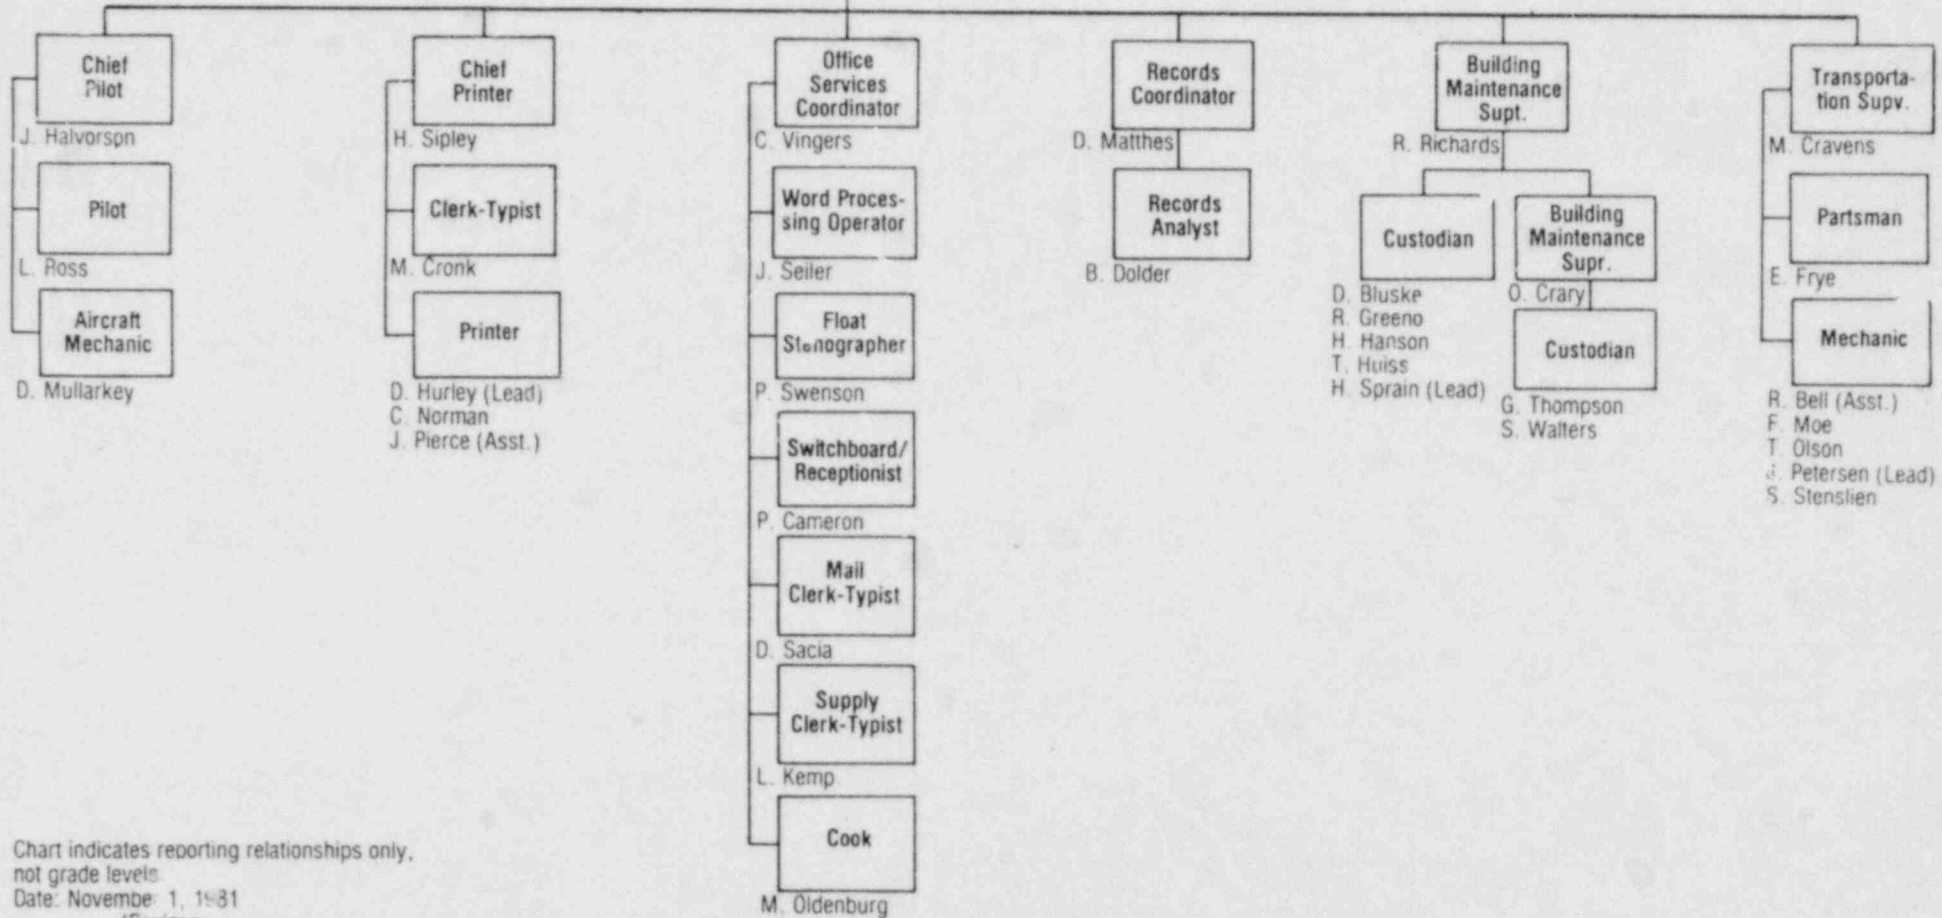 Chief
Pilot
J. Halvorson
Pilot
L. Ross
Aircraft
Mechanic
D. Mullarkey
Chief
Printer
H. Sipley
Clerk-Typist
M. Cronk
Printer
D. Hurley (Lead)
C. Norman
J. Pierce (Asst.)
Office
Services
Coordinator
C. Vingers
Word Proces-
sing Operator
J. Seiler
Float
Stenographer
P. Swenson
Switchboard/
Receptionist
P. Cameron
Mail
Clerk-Typist
D. Sacia
Supply
Clerk-Typist
L. Kemp
Cook
M. Oldenburg
Records
Coordinator
D. Matthes
Records
Analyst
B. Dolder
Building
Maintenance
Supt.
R. Richards
Custodian
D. Bluske
R. Greeno
H. Hanson
T. Huiss
H. Sprain (Lead)
Building
Maintenance
Supr.
O. Crary
Custodian
G. Thompson
S. Walters
Transporta-
tion Supv.
M. Cravens
Partsman
E. Frye
Mechanic
R. Bell (Asst.)
F. Moe
T. Olson
J. Petersen (Lead)
S. Stenslien
Chart indicates reporting relationships only,
not grade levels.
Date: November 1, 1981